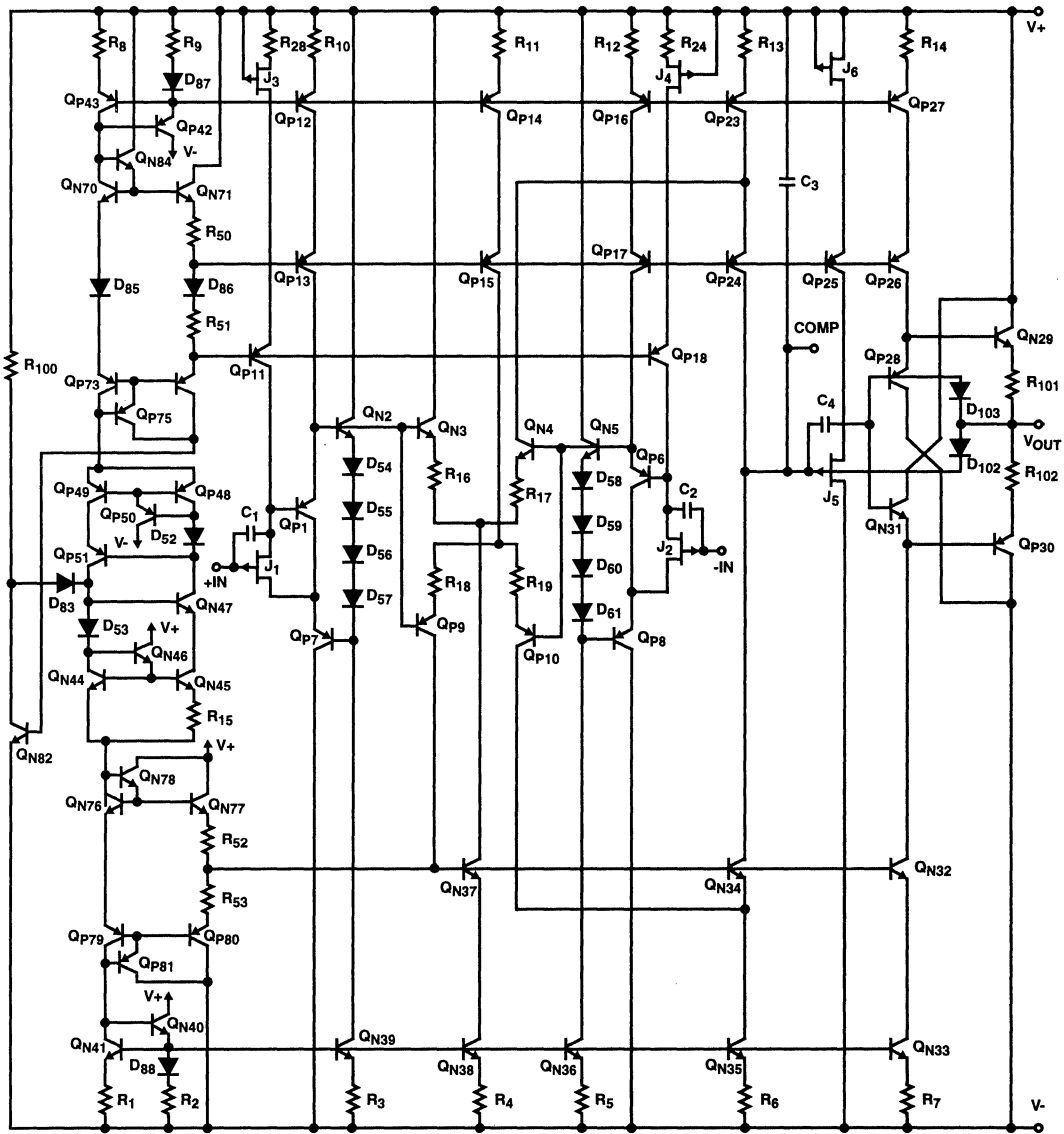 V+
R8
R9
R28
R10
R11
R12
R24
R13
R14
D87
J3
J4
J6
QP43
QP42
V-
QP12
QP14
QP16
QP23
QP27
QN84
QN70
QN71
C3
R50
QP13
QP15
QP17
QP24
QP25
QP26
D85
D86
R51
COMP
QN29
R100
QP73
QP75
QP11
QP18
QP28
R101
D103
QN2
QN3
QN4
QN5
QP6
C4
VOUT
D102
R102
QP49
QP48
QP50
D52
V-
D54
R16
R17
D58
C2
J5
QN31
QP30
QP51
C1
QP1
D55
D59
J2
-IN
+IN
J1
D83
D56
D60
R18
R19
QN47
D53
V+
D57
D61
QN46
QP7
QP9
QP10
QP8
QN44
QN45
R15
QN82
V+
QN78
QN76
QN77
R52
QN37
QN34
QN32
R53
QP79
QP80
QP81
V+
QN40
QN41
QN39
D88
QN38
QN36
QN35
QN33
R1
R2
R3
R4
R5
R6
R7
V-